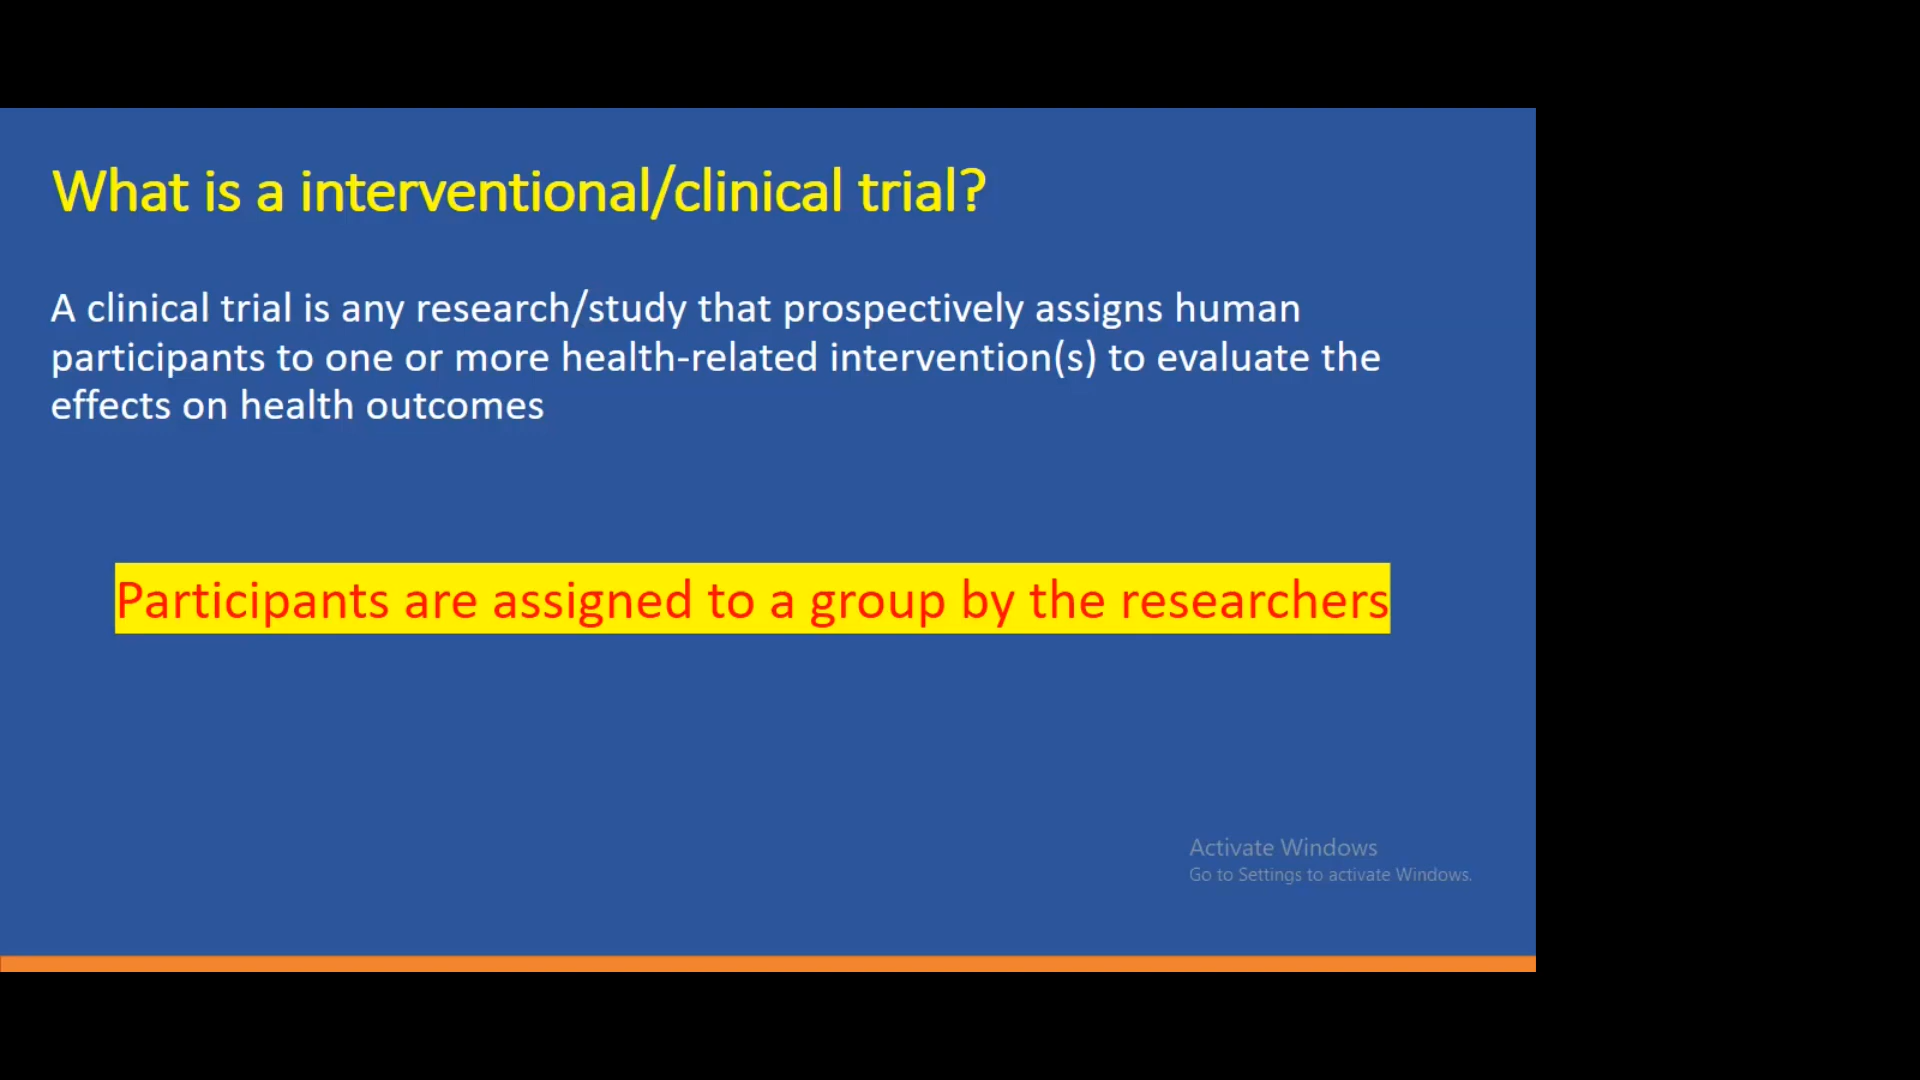 What is a interventional/clinical trial?
A clinical trial is any research/study that prospectively assigns human
participants to one or more health-related intervention(s) to evaluate the
effects on health outcomes
Participants are assigned to a group by the researchers
Activate Windows
Go to Settings to activate Windows.